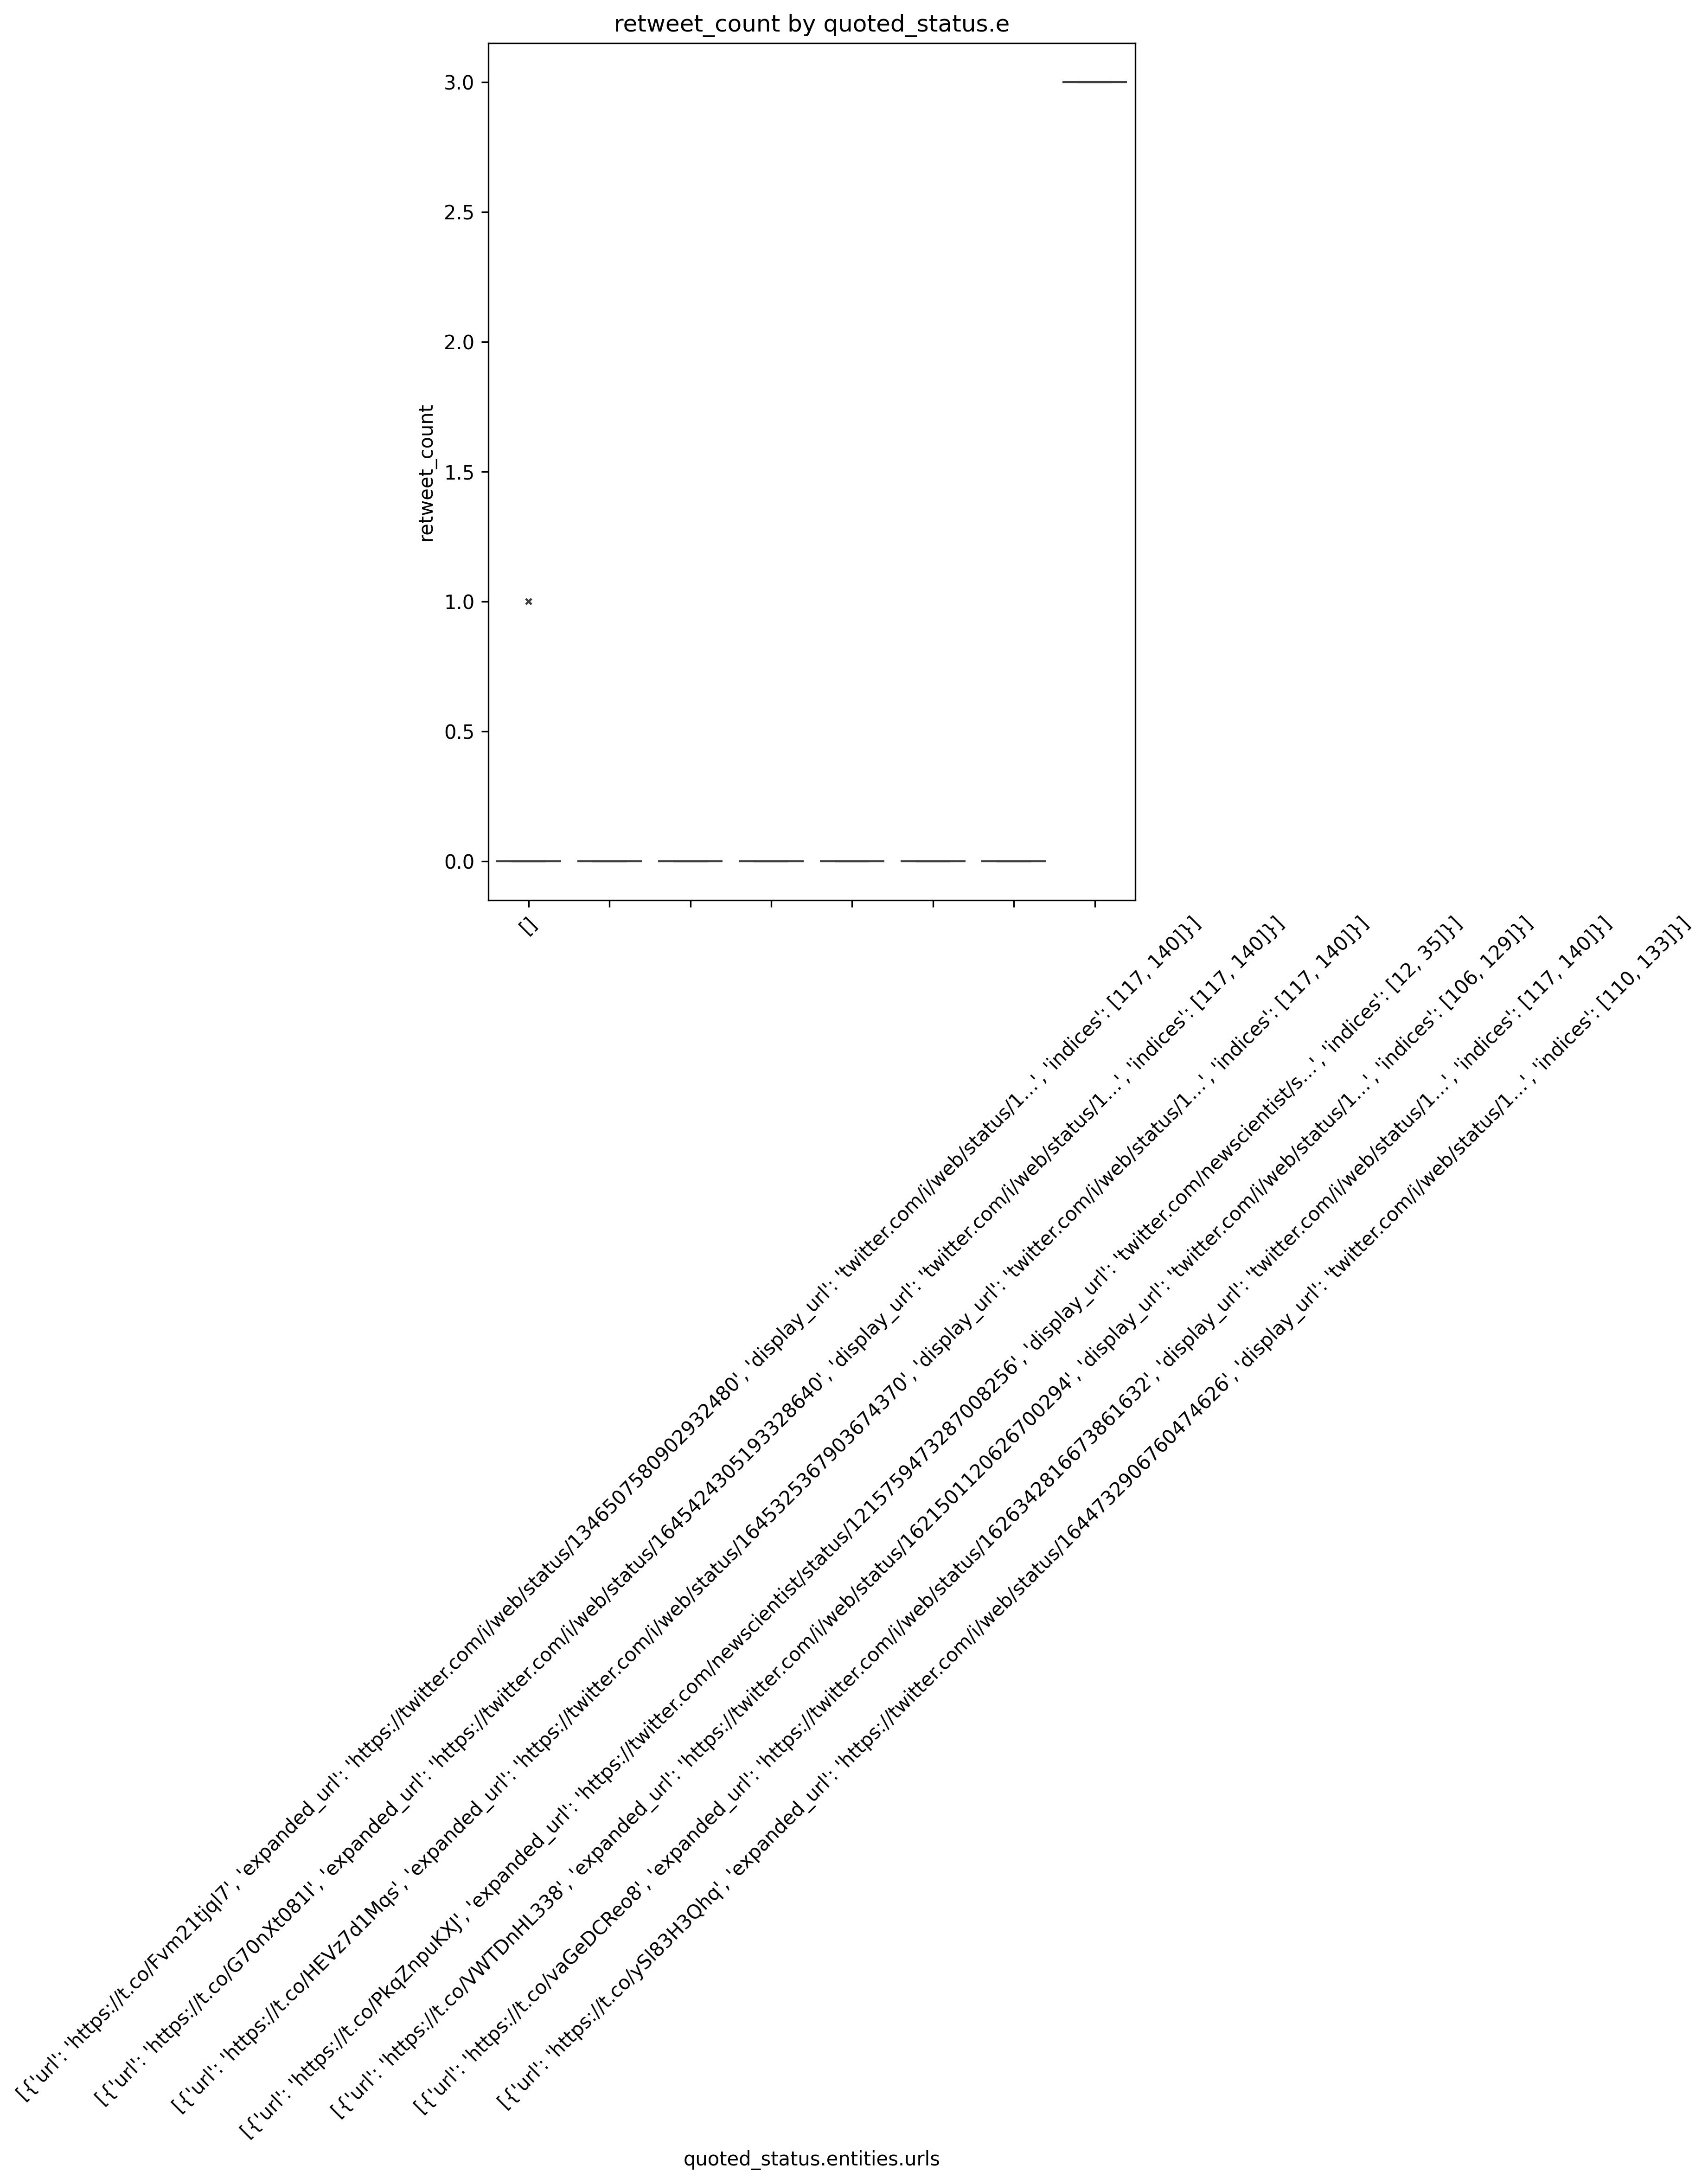 retweet_count by quoted_status.e
retweet_count
3.0
2.5
2.0
1.5
1.0
0.5
0.0
[]
[{'url': 'https://t.co/Fvm21tjql7', 'expanded_url': 'https://twitter.com/i/web/status/1346507580902932480', 'display_url': 'twitter.com/i/web/status/1…', 'indices': [117, 140]}]
[{'url': 'https://t.co/G70nXt081I', 'expanded_url': 'https://twitter.com/i/web/status/1645424305193328640', 'display_url': 'twitter.com/i/web/status/1…', 'indices': [117, 140]}]
[{'url': 'https://t.co/HEVz7d1Mqs', 'expanded_url': 'https://twitter.com/i/web/status/1645325367903674370', 'display_url': 'twitter.com/i/web/status/1…', 'indices': [117, 140]}]
[{'url': 'https://t.co/PkqZnpuKXJ', 'expanded_url': 'https://twitter.com/newscientist/status/1215759473287008256', 'display_url': 'twitter.com/newscientist/s…', 'indices': [12, 35]}]
[{'url': 'https://t.co/VWTDnHL338', 'expanded_url': 'https://twitter.com/i/web/status/1621501120626700294', 'display_url': 'twitter.com/i/web/status/1…', 'indices': [106, 129]}]
[{'url': 'https://t.co/vaGeDCReo8', 'expanded_url': 'https://twitter.com/i/web/status/1626342816673861632', 'display_url': 'twitter.com/i/web/status/1…', 'indices': [117, 140]}]
[{'url': 'https://t.co/ySl83H3Qhq', 'expanded_url': 'https://twitter.com/i/web/status/1644732906760474626', 'display_url': 'twitter.com/i/web/status/1…', 'indices': [110, 133]}]
quoted_status.entities.urls